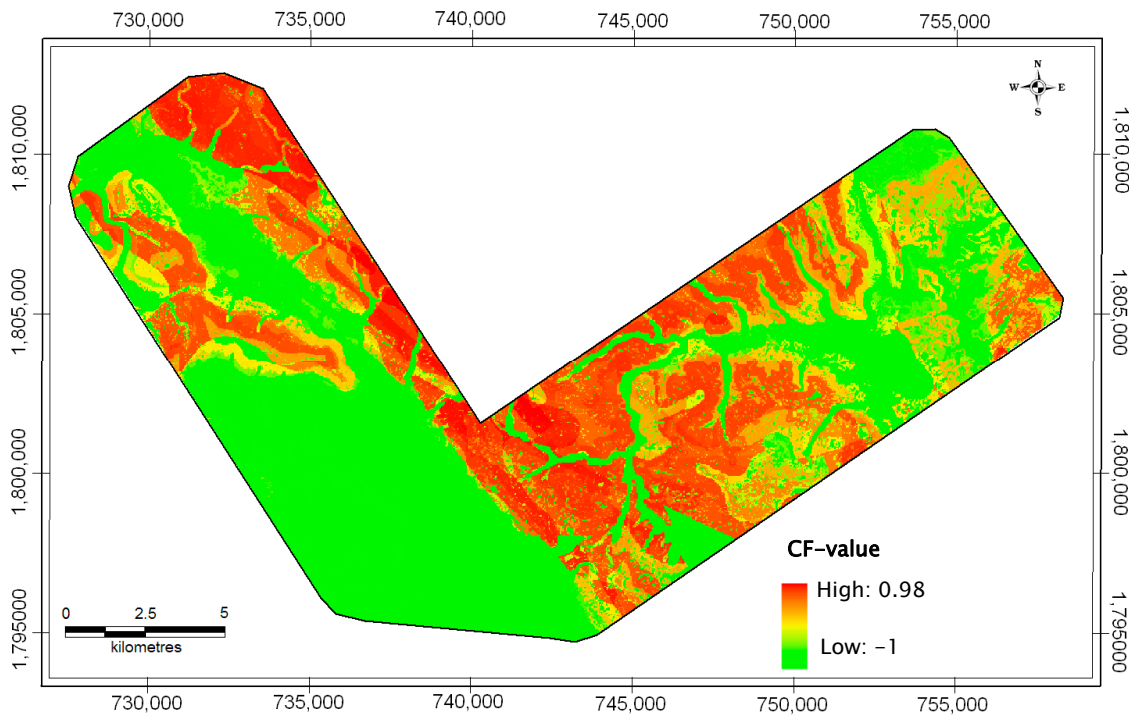 730,000 735,000 740,000 745,000 750,000 755,000
N
W E
S
1,810,000 1,810,000
1,805,000 1,805,000
1,800,000 1,800,000
CF-value
High: 0.98
Low: -1
0 2.5 5
kilometres
1,795000 1,795000
730,000 735,000 740,000 745,000 750,000 755,000